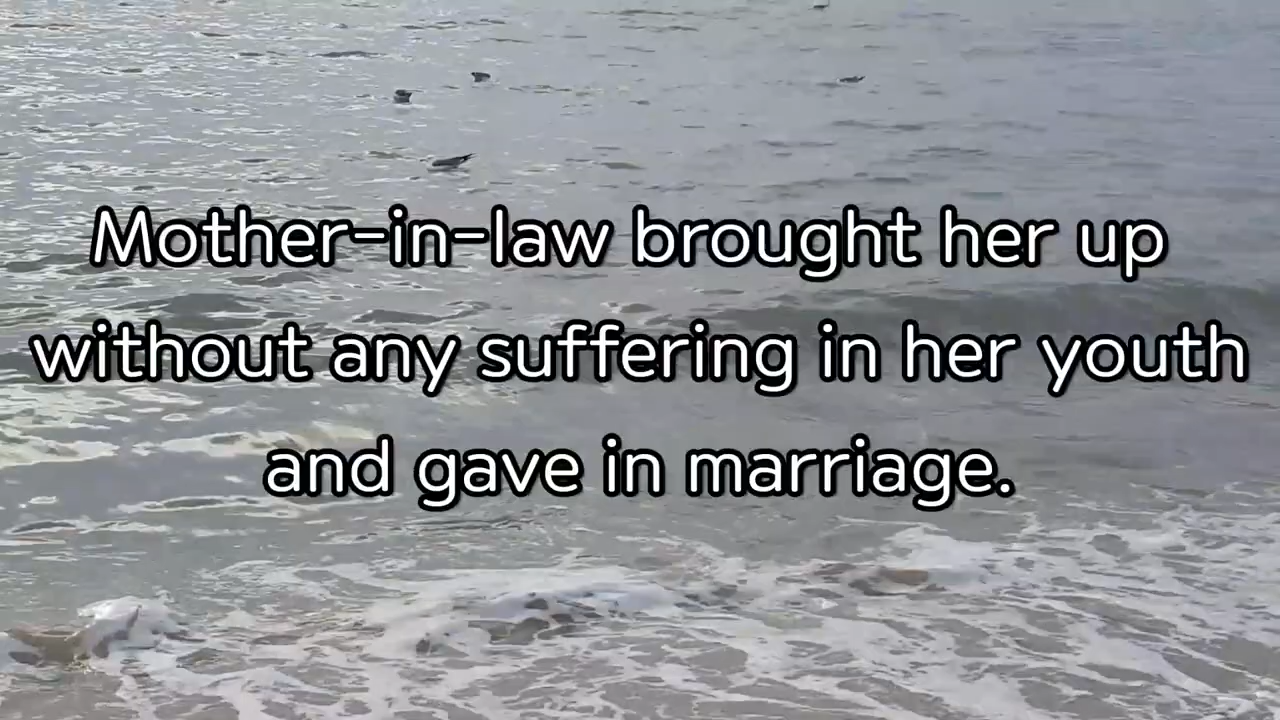 Mother-in-law brought her up
without any suffering in her youth
and gave in marriage.